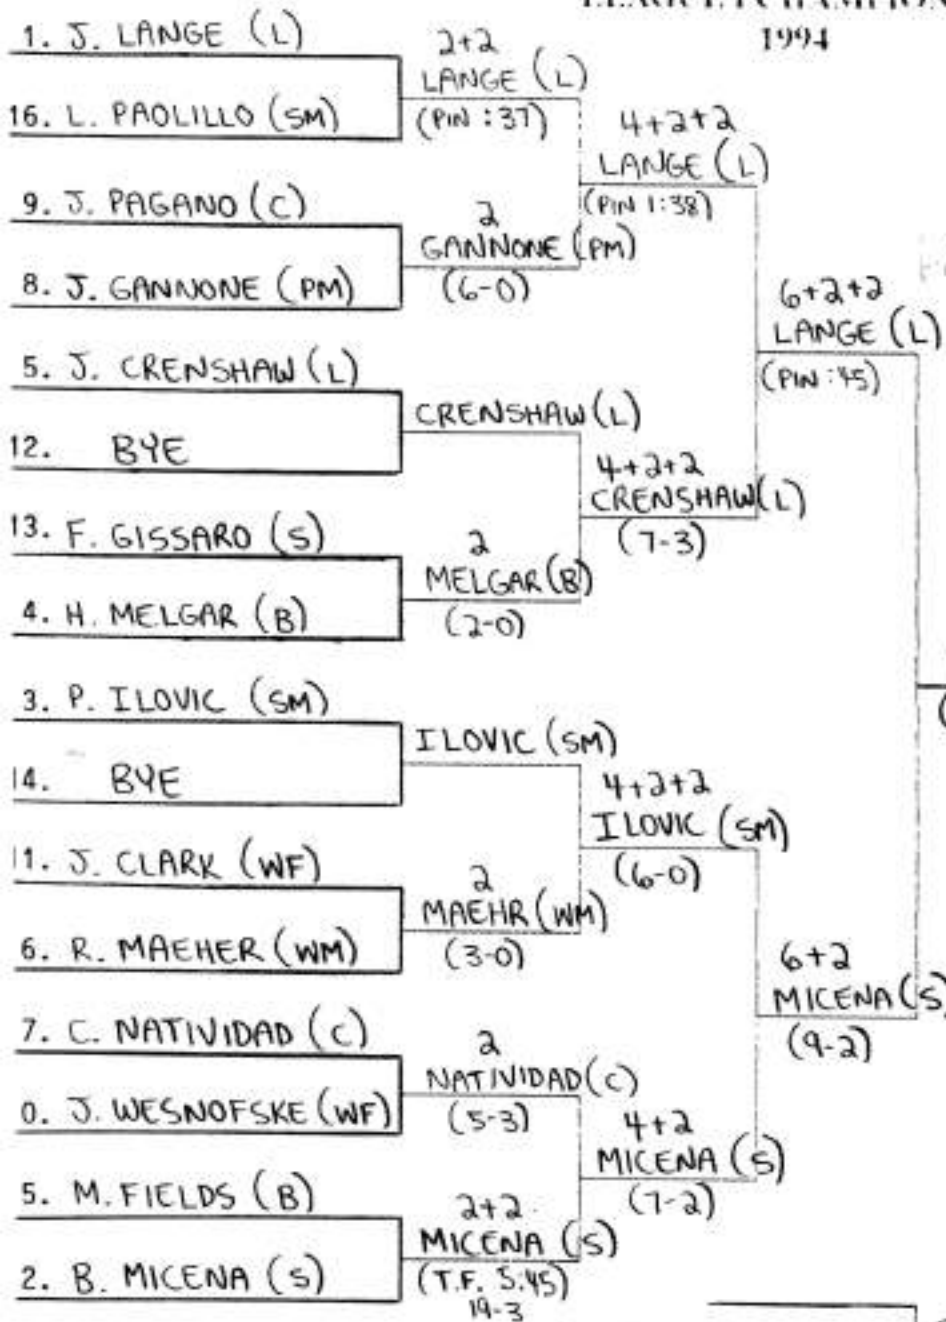 1994
1. J. LANGE (L)
16. L. PAOLILLO (SM)
9. J. PAGANO (C)
8. J. GANNONE (PM)
5. J. CRENSHAW (L)
12. BYE
13. F. GISSARO (S)
4. H. MELGAR (B)
3. P. ILOVIC (SM)
14. BYE
11. J. CLARK (WF)
6. R. MAEHER (WM)
7. C. NATIVIDAD (C)
0. J. WESNOFSKE (WF)
5. M. FIELDS (B)
2. B. MICENA (S)
2+2
LANGE (L)
(PIN :37)
2
GANNONE (PM)
(6-0)
CRENSHAW (L)
2
MELGAR (B)
(2-0)
ILOVIC (SM)
2
MAEHR (WM)
(3-0)
2
NATIVIDAD (C)
(5-3)
2+2
MICENA (S)
(T.F. 5:45)
19-3
4+2+2
LANGE (L)
(PIN 1:38)
4+2+2
CRENSHAW (L)
(7-3)
4+2+2
ILOVIC (SM)
(6-0)
4+2
MICENA (S)
(7-2)
6+2+2
LANGE (L)
(PIN :45)
6+2
MICENA (S)
(9-2)
(